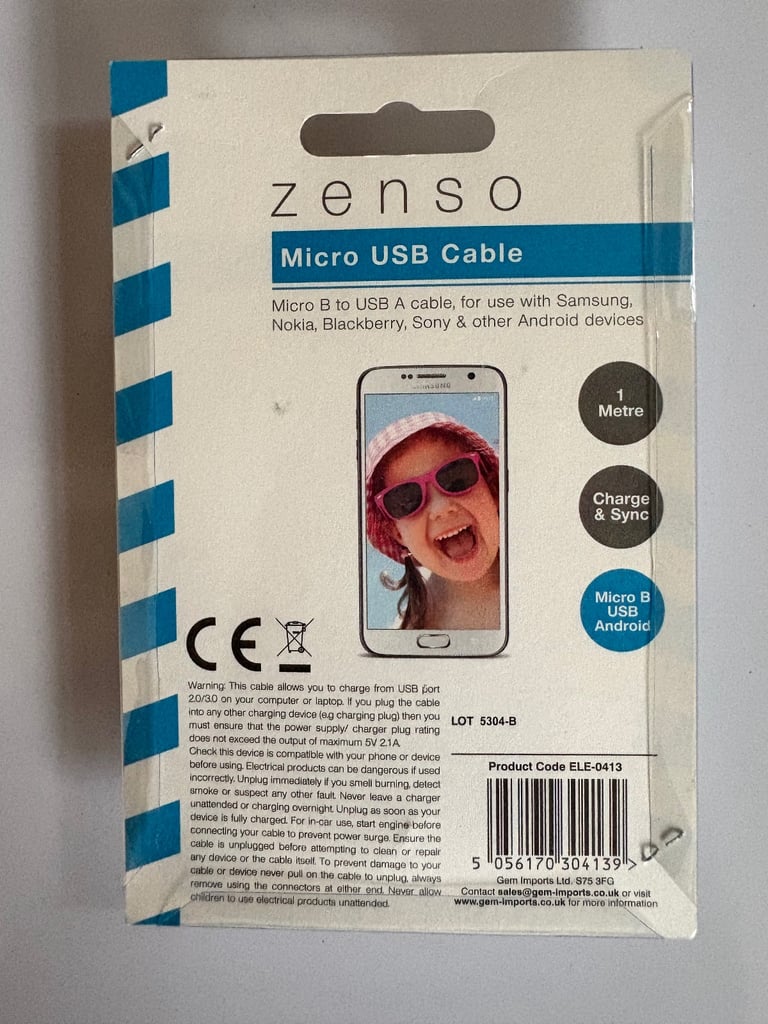 zenso
Micro USB Cable
Micro B to USB A cable, for use with Samsung,
Nokia, Blackberry, Sony & other Android devices
SAMSUNG
1
Metre
Charge
& Sync
Micro B
USB
Android
CE
Warning: This cable allows you to charge from USB port
2.0/3.0 on your computer or laptop. If you plug the cable
into any other charging device (e.g charging plug) then you
must ensure that the power supply/ charger plug rating
does not exceed the output of maximum 5V 2.1A.
Check this device is compatible with your phone or device
before using. Electrical products can be dangerous if used
incorrectly. Unplug immediately if you smell burning, detect
smoke or suspect any other fault. Never leave a charger
unattended or charging overnight. Unplug as soon as your
device is fully charged. For in-car use, start engine before
connecting your cable to prevent power surge. Ensure the
cable is unplugged before attempting to clean or repair
any device or the cable itself. To prevent damage to your
cable or device never pull on the cable to unplug, always
remove using the connectors at either end. Never allow
children to use electrical products unattended.
LOT 5304-B
Product Code ELE-0413
5 056170 304139 >
Gem Imports Ltd. S75 3FG
Contact sales@gem-imports.co.uk or visit
www.gem-imports.co.uk for more information